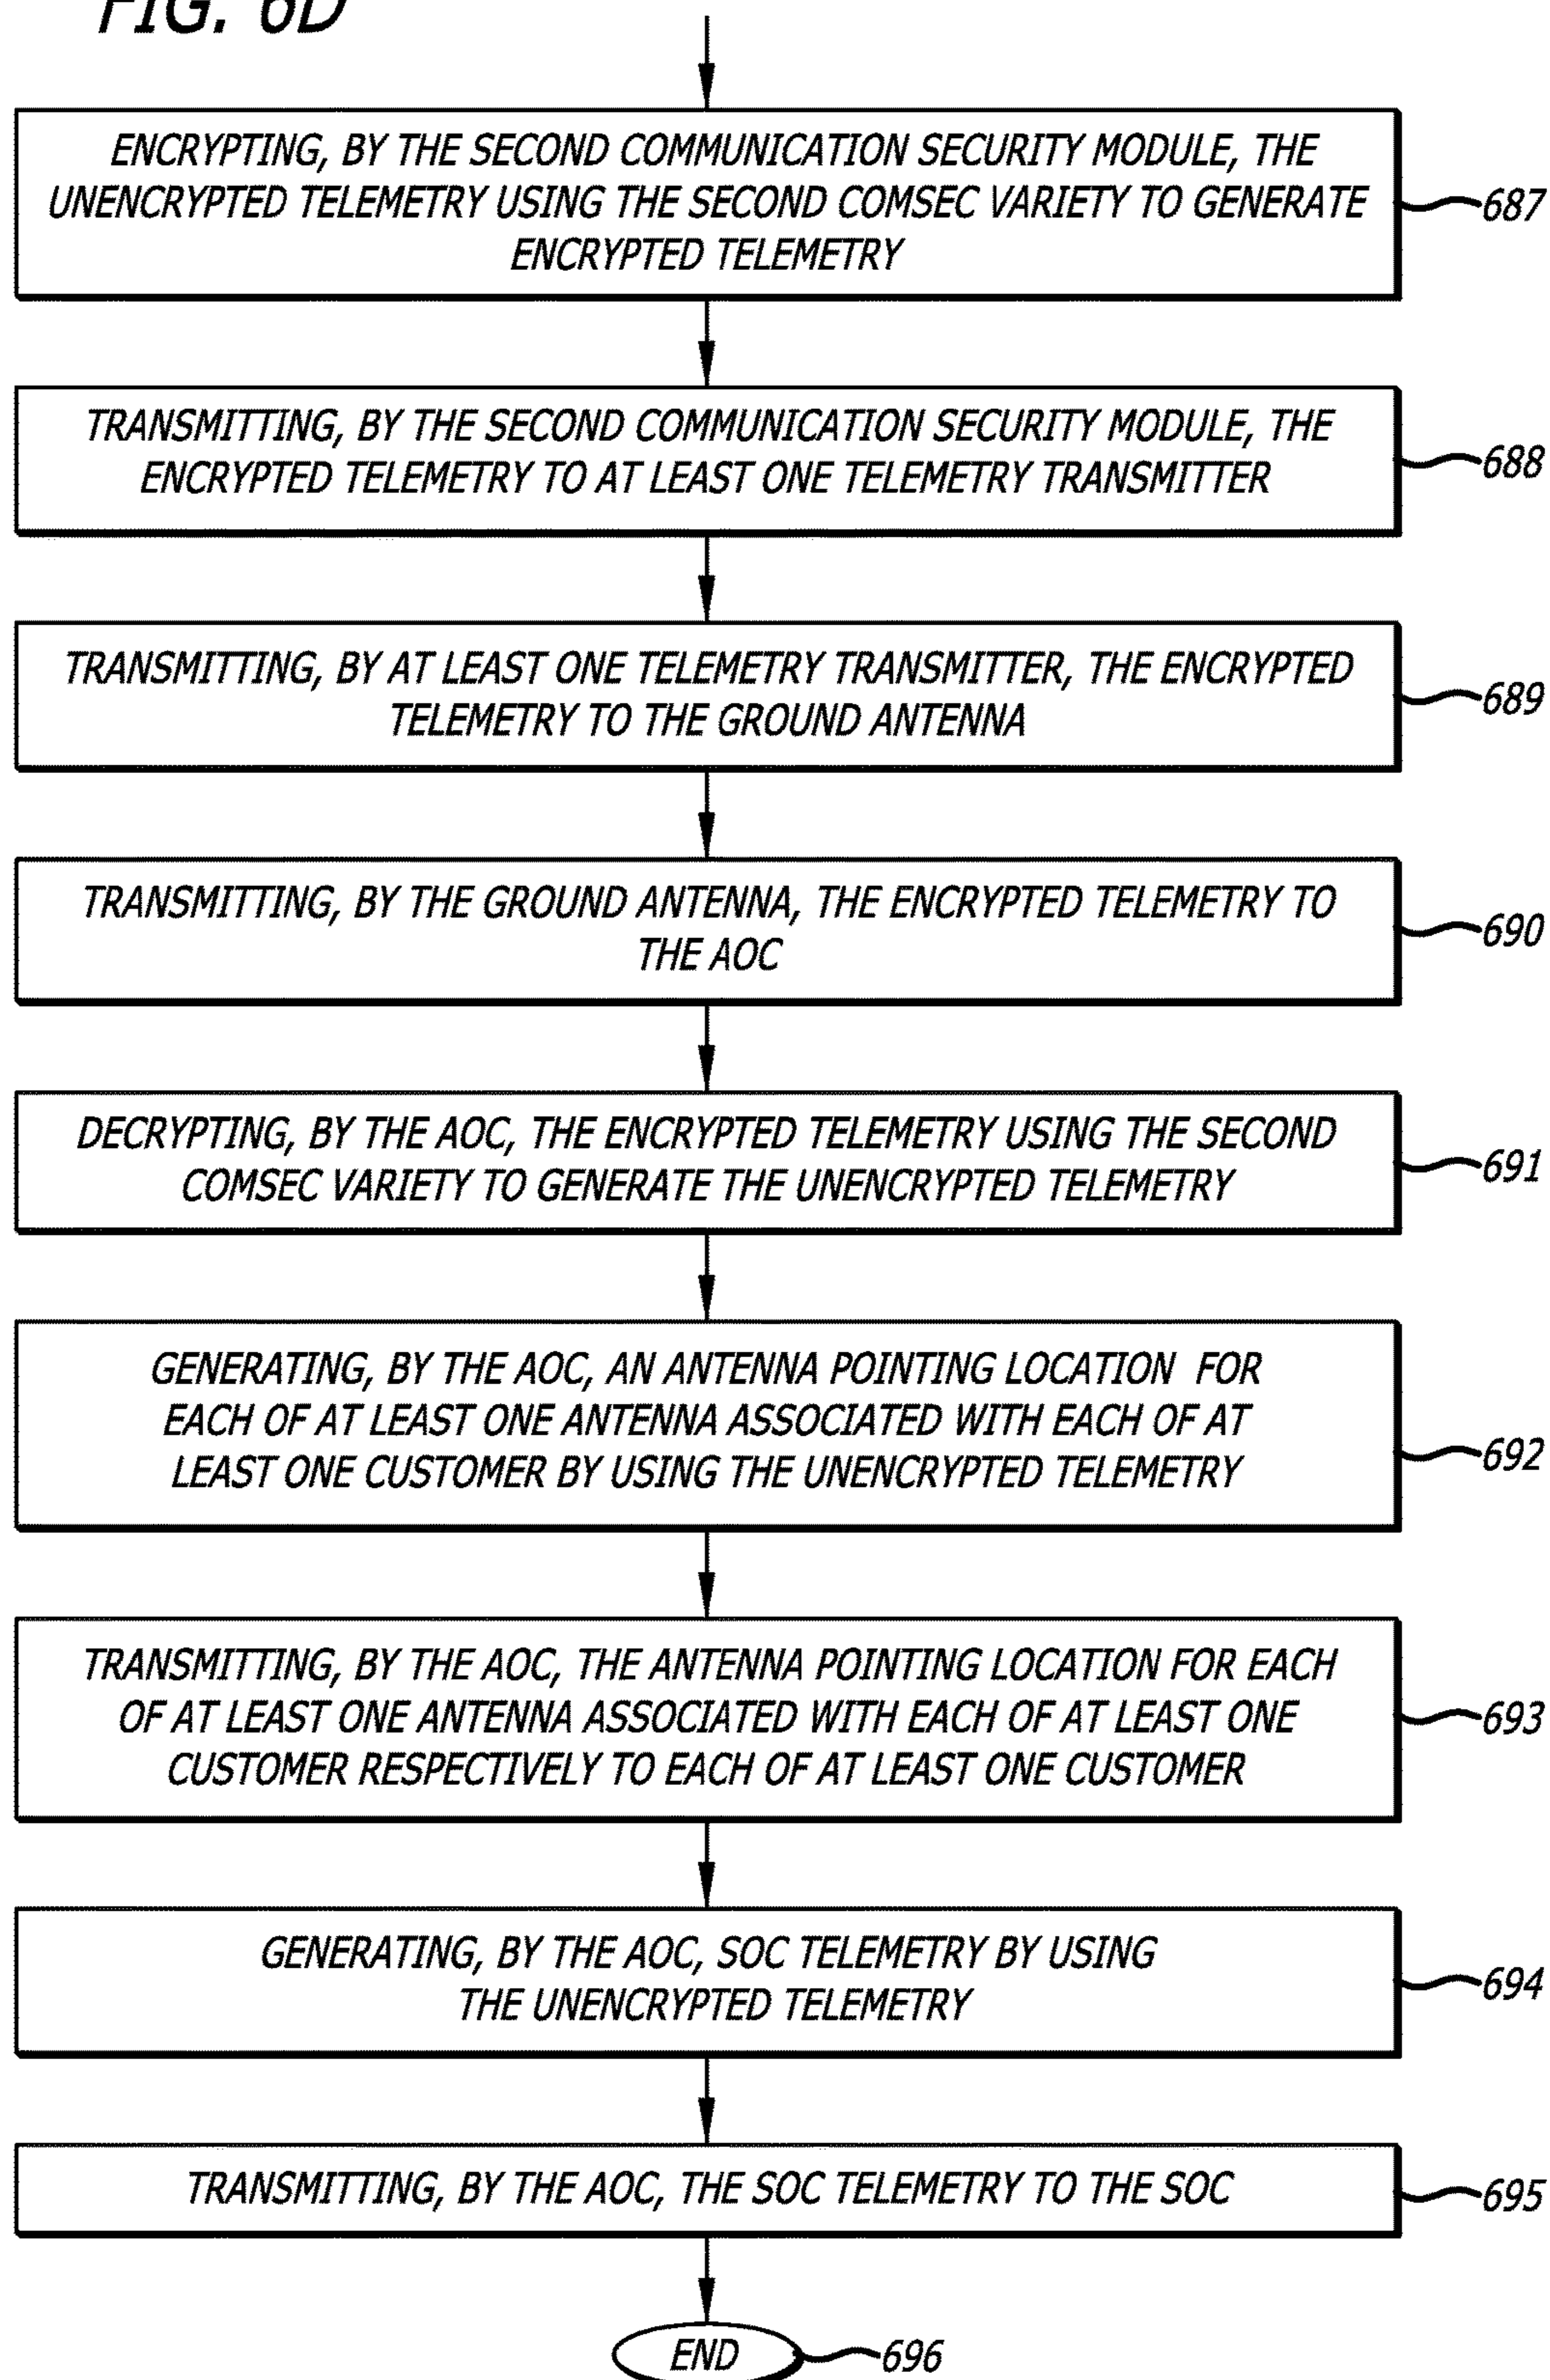 FIG. 6D
ENCRYPTING, BY THE SECOND COMMUNICATION SECURITY MODULE, THE
UNENCRYPTED TELEMETRY USING THE SECOND COMSEC VARIETY TO GENERATE
ENCRYPTED TELEMETRY
687
TRANSMITTING, BY THE SECOND COMMUNICATION SECURITY MODULE, THE
ENCRYPTED TELEMETRY TO AT LEAST ONE TELEMETRY TRANSMITTER
688
TRANSMITTING, BY AT LEAST ONE TELEMETRY TRANSMITTER, THE ENCRYPTED
TELEMETRY TO THE GROUND ANTENNA
689
TRANSMITTING, BY THE GROUND ANTENNA, THE ENCRYPTED TELEMETRY TO
THE AOC
690
DECRYPTING, BY THE AOC, THE ENCRYPTED TELEMETRY USING THE SECOND
COMSEC VARIETY TO GENERATE THE UNENCRYPTED TELEMETRY
691
GENERATING, BY THE AOC, AN ANTENNA POINTING LOCATION FOR
EACH OF AT LEAST ONE ANTENNA ASSOCIATED WITH EACH OF AT
LEAST ONE CUSTOMER BY USING THE UNENCRYPTED TELEMETRY
692
TRANSMITTING, BY THE AOC, THE ANTENNA POINTING LOCATION FOR EACH
OF AT LEAST ONE ANTENNA ASSOCIATED WITH EACH OF AT LEAST ONE
CUSTOMER RESPECTIVELY TO EACH OF AT LEAST ONE CUSTOMER
693
GENERATING, BY THE AOC, SOC TELEMETRY BY USING
THE UNENCRYPTED TELEMETRY
694
TRANSMITTING, BY THE AOC, THE SOC TELEMETRY TO THE SOC
695
END
696